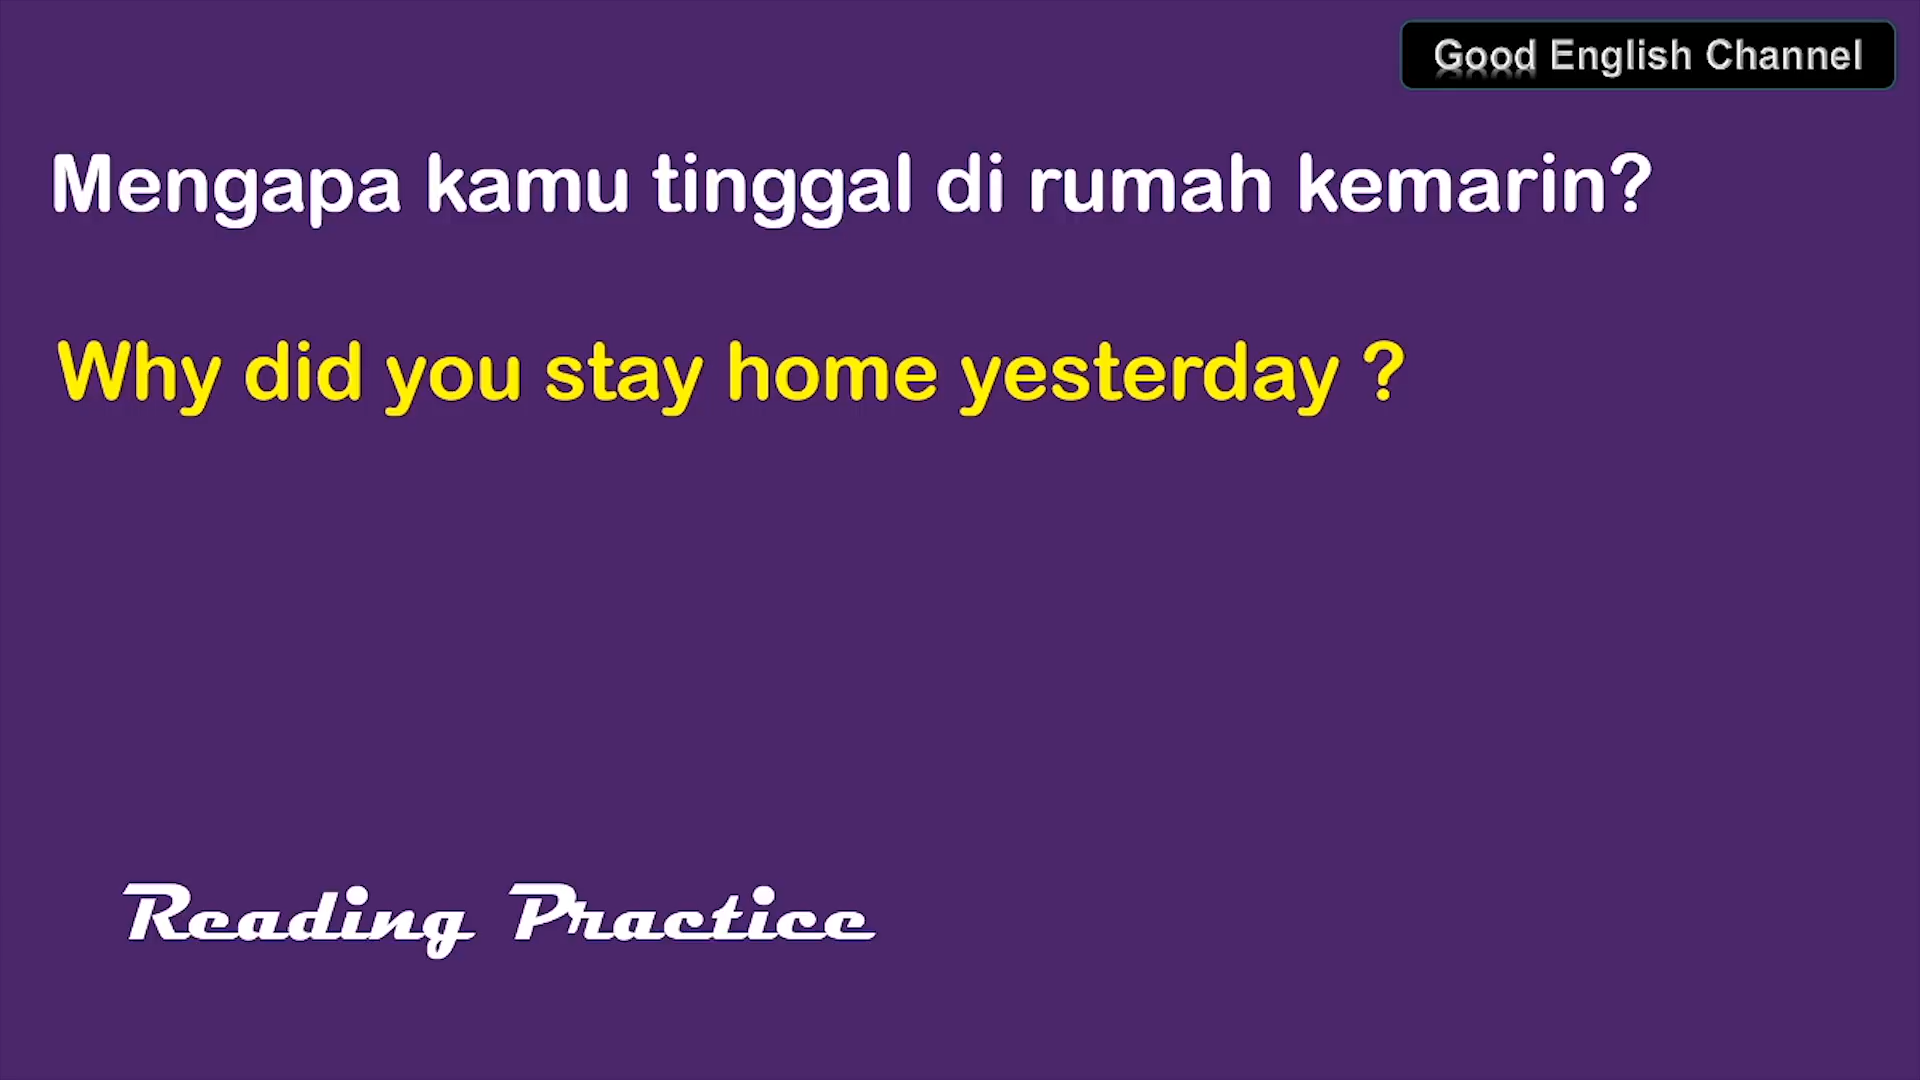 Good English Channel
Mengapa kamu tinggal di rumah kemarin?
Why did you stay home yesterday ?
Reading Practice